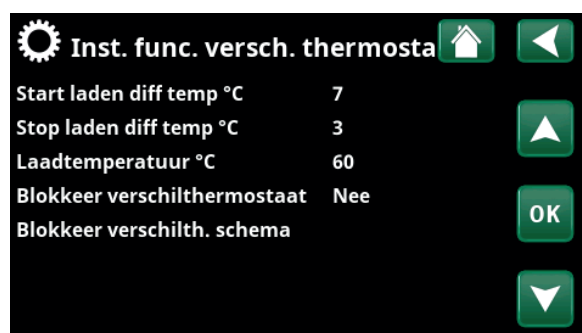 Inst. func. versch. thermosta
Start laden diff temp °C 7
Stop laden diff temp °C 3
Laadtemperatuur °C 60
Blokkeer verschilthermostaat Nee
Blokkeer verschilth. schema
OK